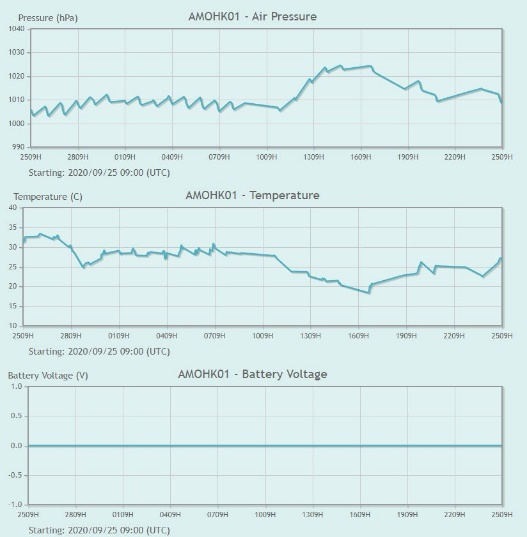 Pressure (hPa)
AMOHK01 - Air Pressure
1040
1030
1020
1010
1000
990
2509H 2809H 0109H 0409H 0709H 1009H 1309H 1609H 1909H 2209H 2509H
Starting: 2020/09/25 09:00 (UTC)
Temperature (C)
AMOHK01 - Temperature
40
35
30
25
20
15
10
2509H 2809H 0109H 0409H 0709H 1009H 1309H 1609H 1909H 2209H 2509H
Starting: 2020/09/25 09:00 (UTC)
Battery Voltage (V)
AMOHK01 - Battery Voltage
1.0
0.5
0.0
-0.5
-1.0
2509H 2809H 0109H 0409H 0709H 1009H 1309H 1609H 1909H 2209H 2509H
Starting: 2020/09/25 09:00 (UTC)